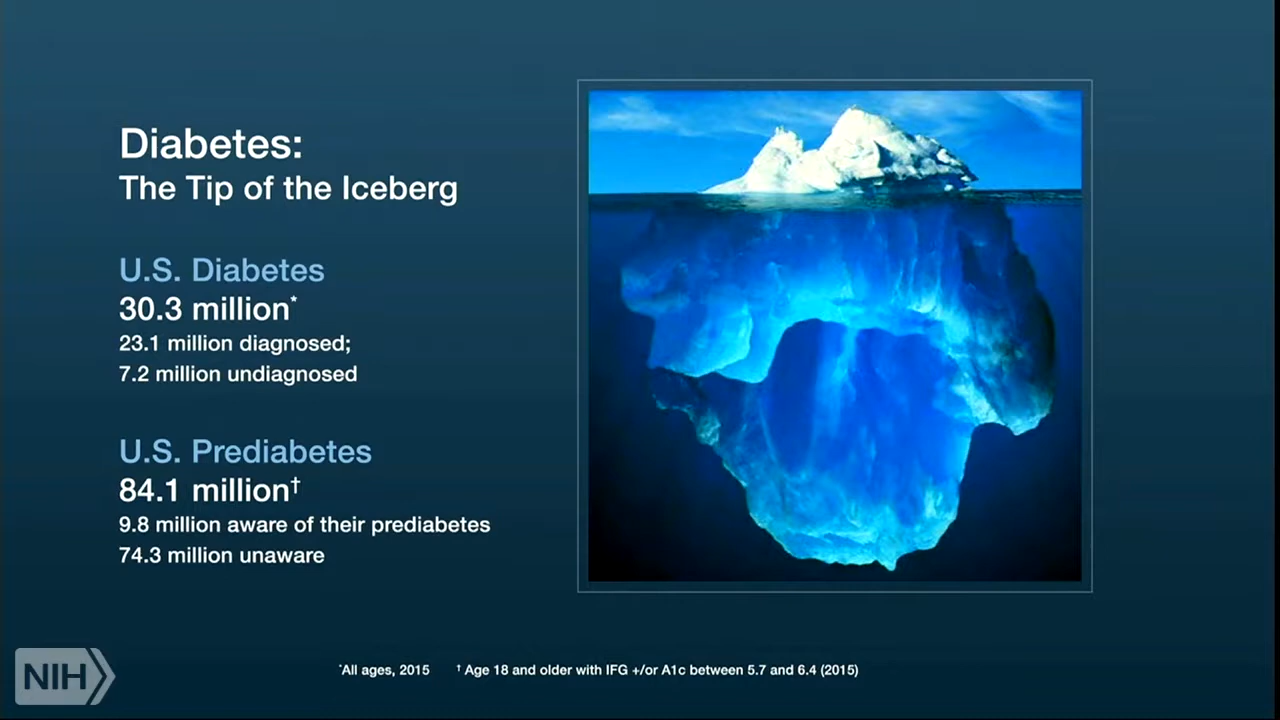 Diabetes:
The Tip of the Iceberg
U.S. Diabetes
30.3 million*
23.1 million diagnosed;
7.2 million undiagnosed
U.S. Prediabetes
84.1 million†
9.8 million aware of their prediabetes
74.3 million unaware
*All ages, 2015
† Age 18 and older with IFG +/or A1c between 5.7 and 6.4 (2015)
NIH